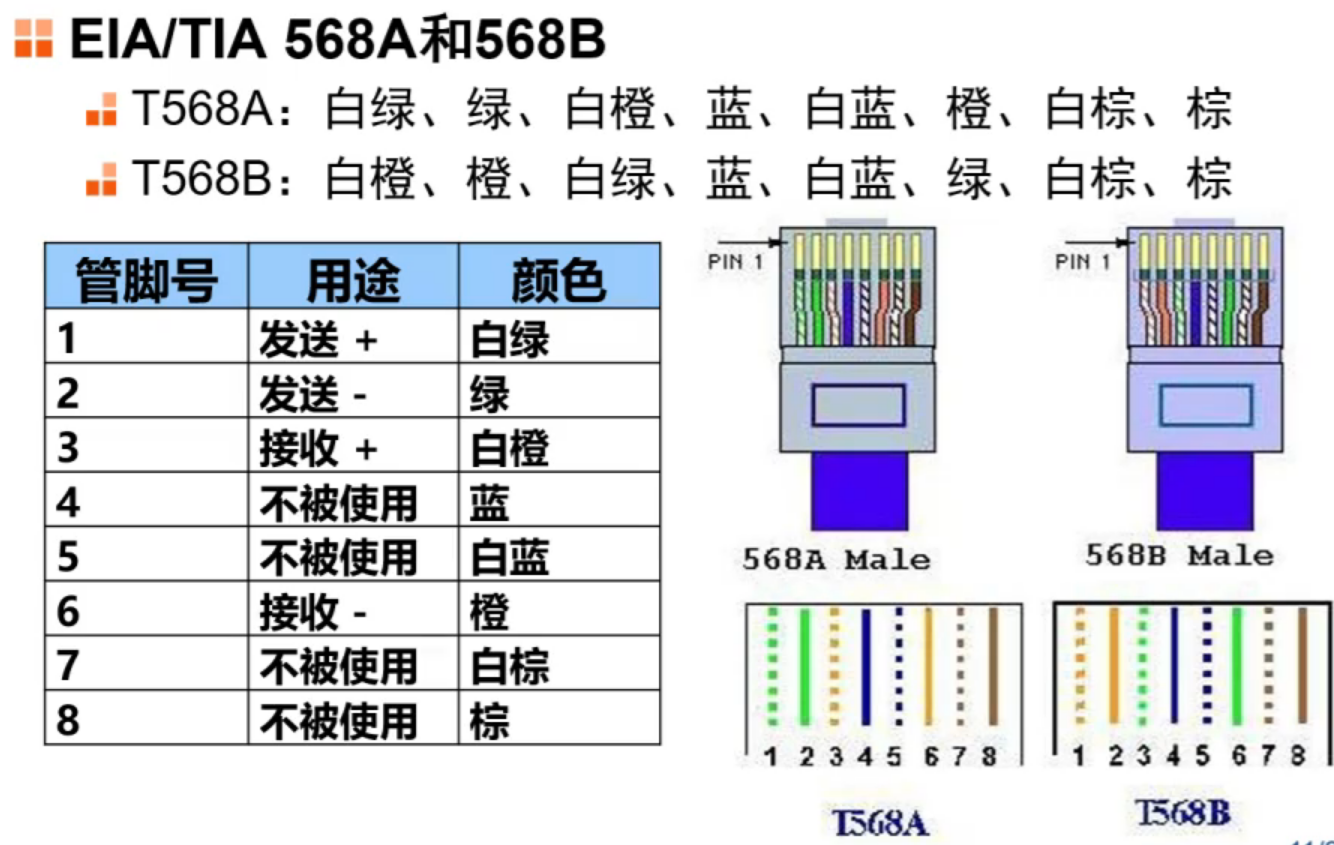 EIA/TIA 568A和568B
T568A：白绿、绿、白橙、蓝、白蓝、橙、白棕、棕
T568B：白橙、橙、白绿、蓝、白蓝、绿、白棕、棕
管脚号 用途 颜色
1 发送 + 白绿
2 发送 - 绿
3 接收 + 白橙
4 不被使用 蓝
5 不被使用 白蓝
6 接收 - 橙
7 不被使用 白棕
8 不被使用 棕
PIN 1
568A Male
1 2 3 4 5 6 7 8
T568A
PIN 1
568B Male
1 2 3 4 5 6 7 8
T568B